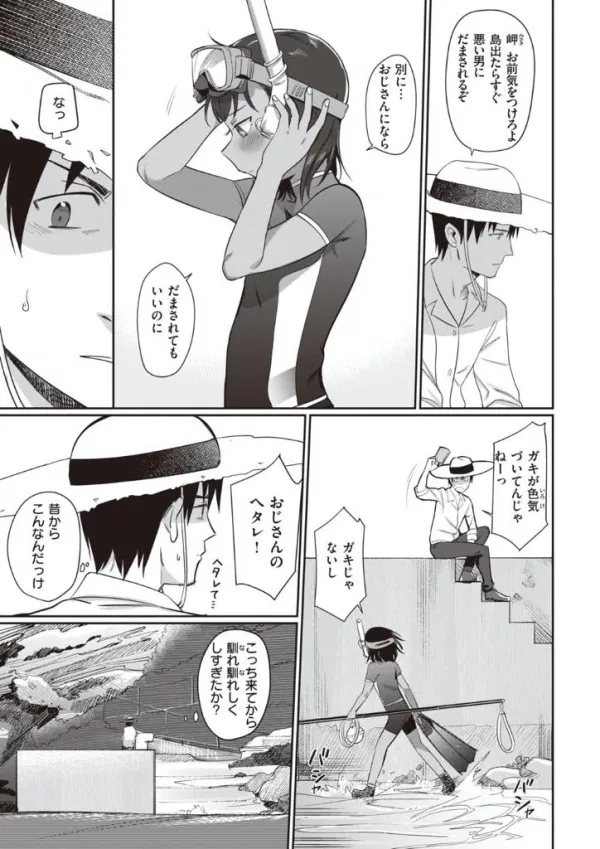 岬　お前気をつけろよ
島出たらすぐ
悪い男に
だまされるぞ
別に…
おじさんになら
だまされても
いいのに
なっ
ガキが色気
づいてんじゃ
ねーっ
ガキじゃ
ないし
バシャ
バシャ
おじさんの
ヘタレ！
ヘタレて…
昔から
こんなんだっけ
こっち来てから
馴れ馴れしく
しすぎたか？